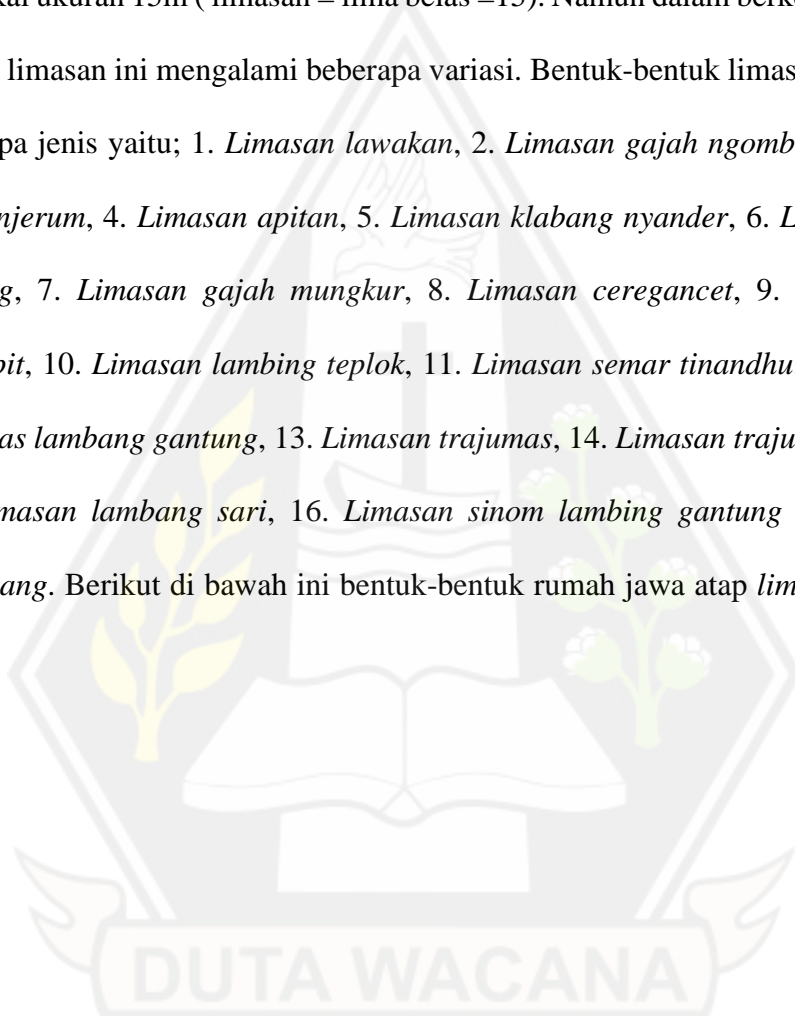 ukuran 15m ( limasan = lima belas =15). Namun dalam berk
limasan ini mengalami beberapa variasi. Bentuk-bentuk limas
pa jenis yaitu; 1. Limasan lawakan, 2. Limasan gajah ngomb
njerum, 4. Limasan apitan, 5. Limasan klabang nyander, 6. L
g, 7. Limasan gajah mungkur, 8. Limasan ceregancet, 9.
pit, 10. Limasan lambing teplok, 11. Limasan semar tinandhu
as lambang gantung, 13. Limasan trajumas, 14. Limasan traju
masan lambang sari, 16. Limasan sinom lambing gantung
ang. Berikut di bawah ini bentuk-bentuk rumah jawa atap lim
DUTA WACANA